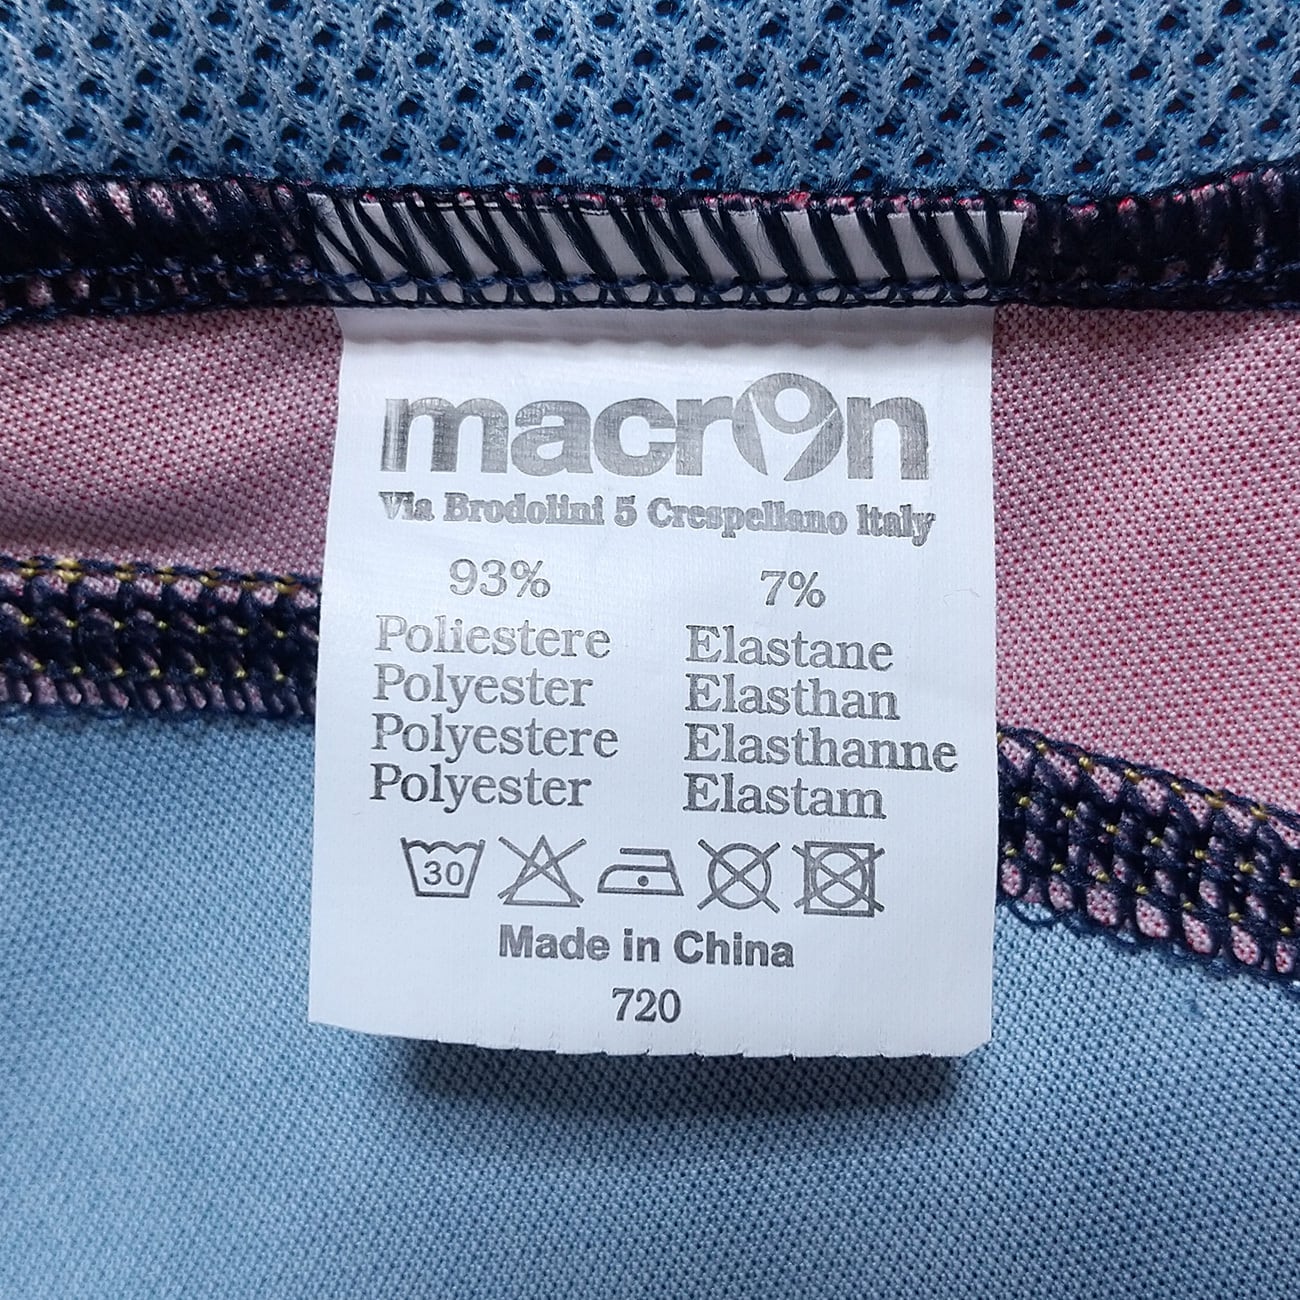 macron
Via Brodolini 5 Crespellano Italy
93% 7%
Poliestere Elastane
Polyester Elasthan
Polyestere Elasthanne
Polyester Elastam
30
Made in China
720